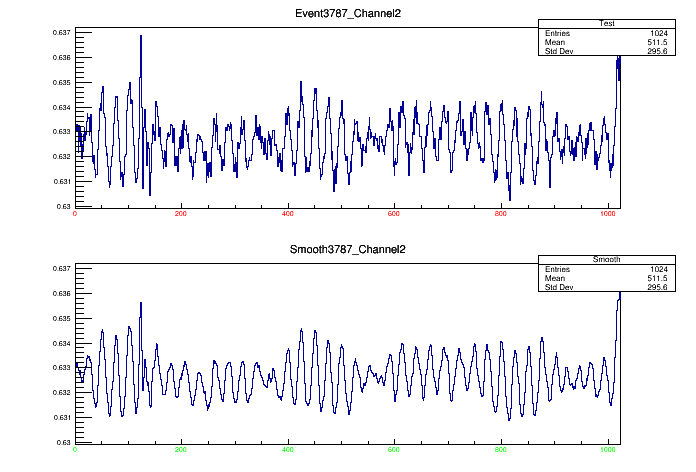 Event3787_Channel2
Test
Entries 1024
Mean 511.5
Std Dev 295.6
0.637
0.636
0.635
0.634
0.633
0.632
0.631
0.63
0 200 400 600 800 1000
Smooth3787_Channel2
Smooth
Entries 1024
Mean 511.5
Std Dev 295.6
0.637
0.636
0.635
0.634
0.633
0.632
0.631
0.63
0 200 400 600 800 1000